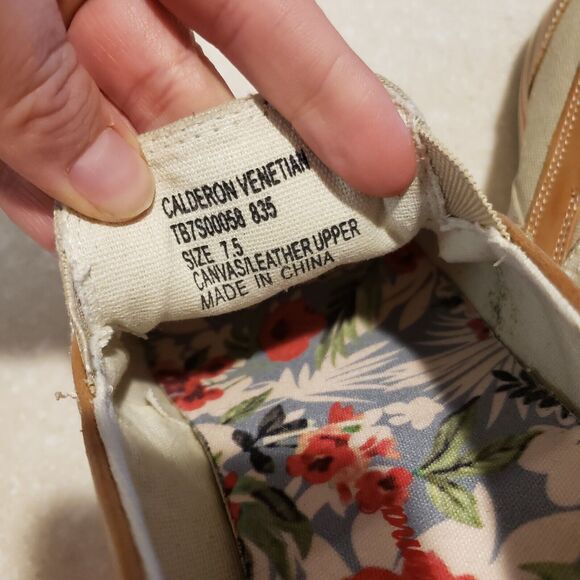 CALDERON VENETIAN
TB7S00058 835
SIZE 7.5
CANVAS/LEATHER UPPER
MADE IN CHINA